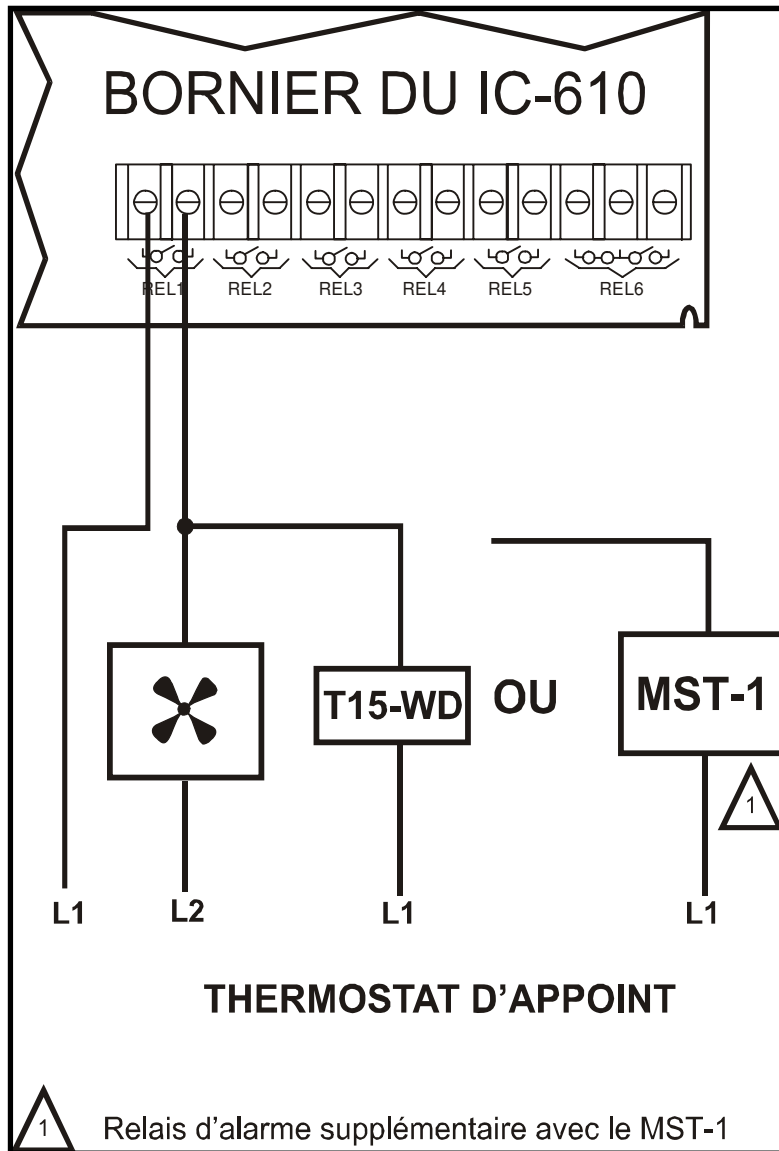 BORNIER DU IC-610
REL1 REL2 REL3 REL4 REL5 REL6
T15-WD OU MST-1
1
L1 L2 L1 L1
THERMOSTAT D’APPOINT
1 Relais d’alarme supplémentaire avec le MST-1